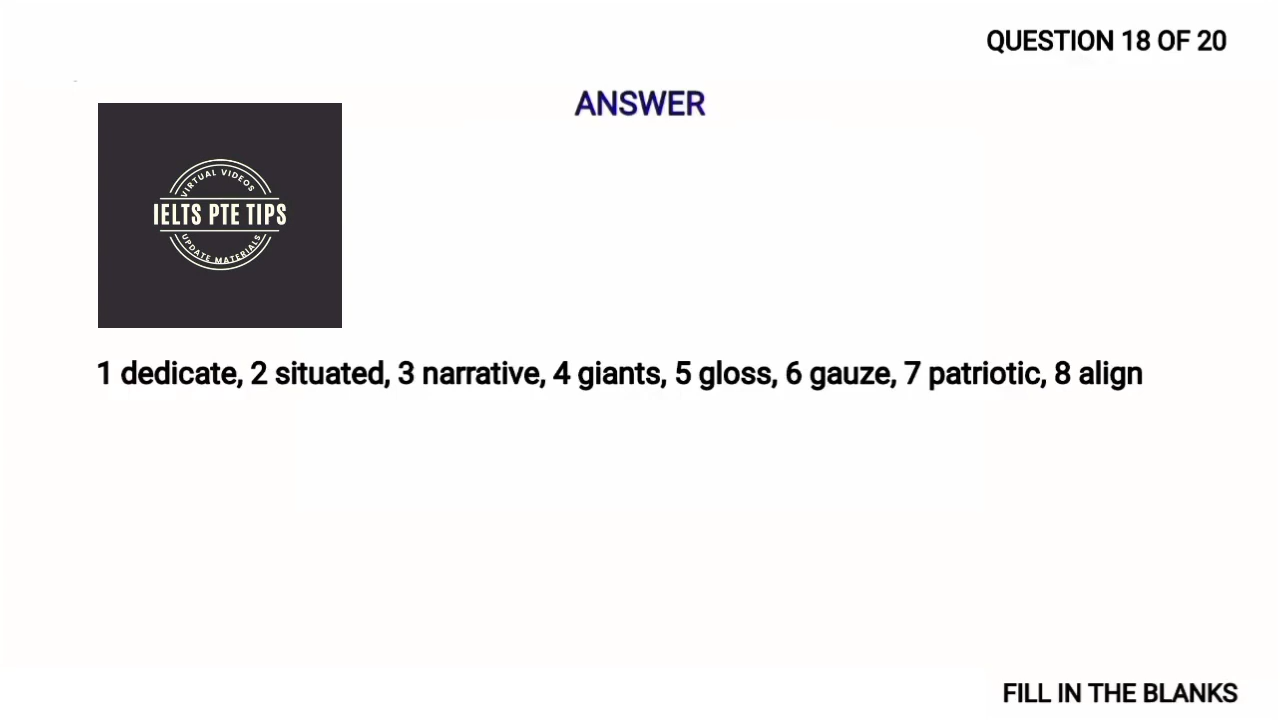 QUESTION 18 OF 20
ANSWER
VIRTUAL VIDEOS
IELTS PTE TIPS
UPDATE MATERIALS
1 dedicate, 2 situated, 3 narrative, 4 giants, 5 gloss, 6 gauze, 7 patriotic, 8 align
FILL IN THE BLANKS